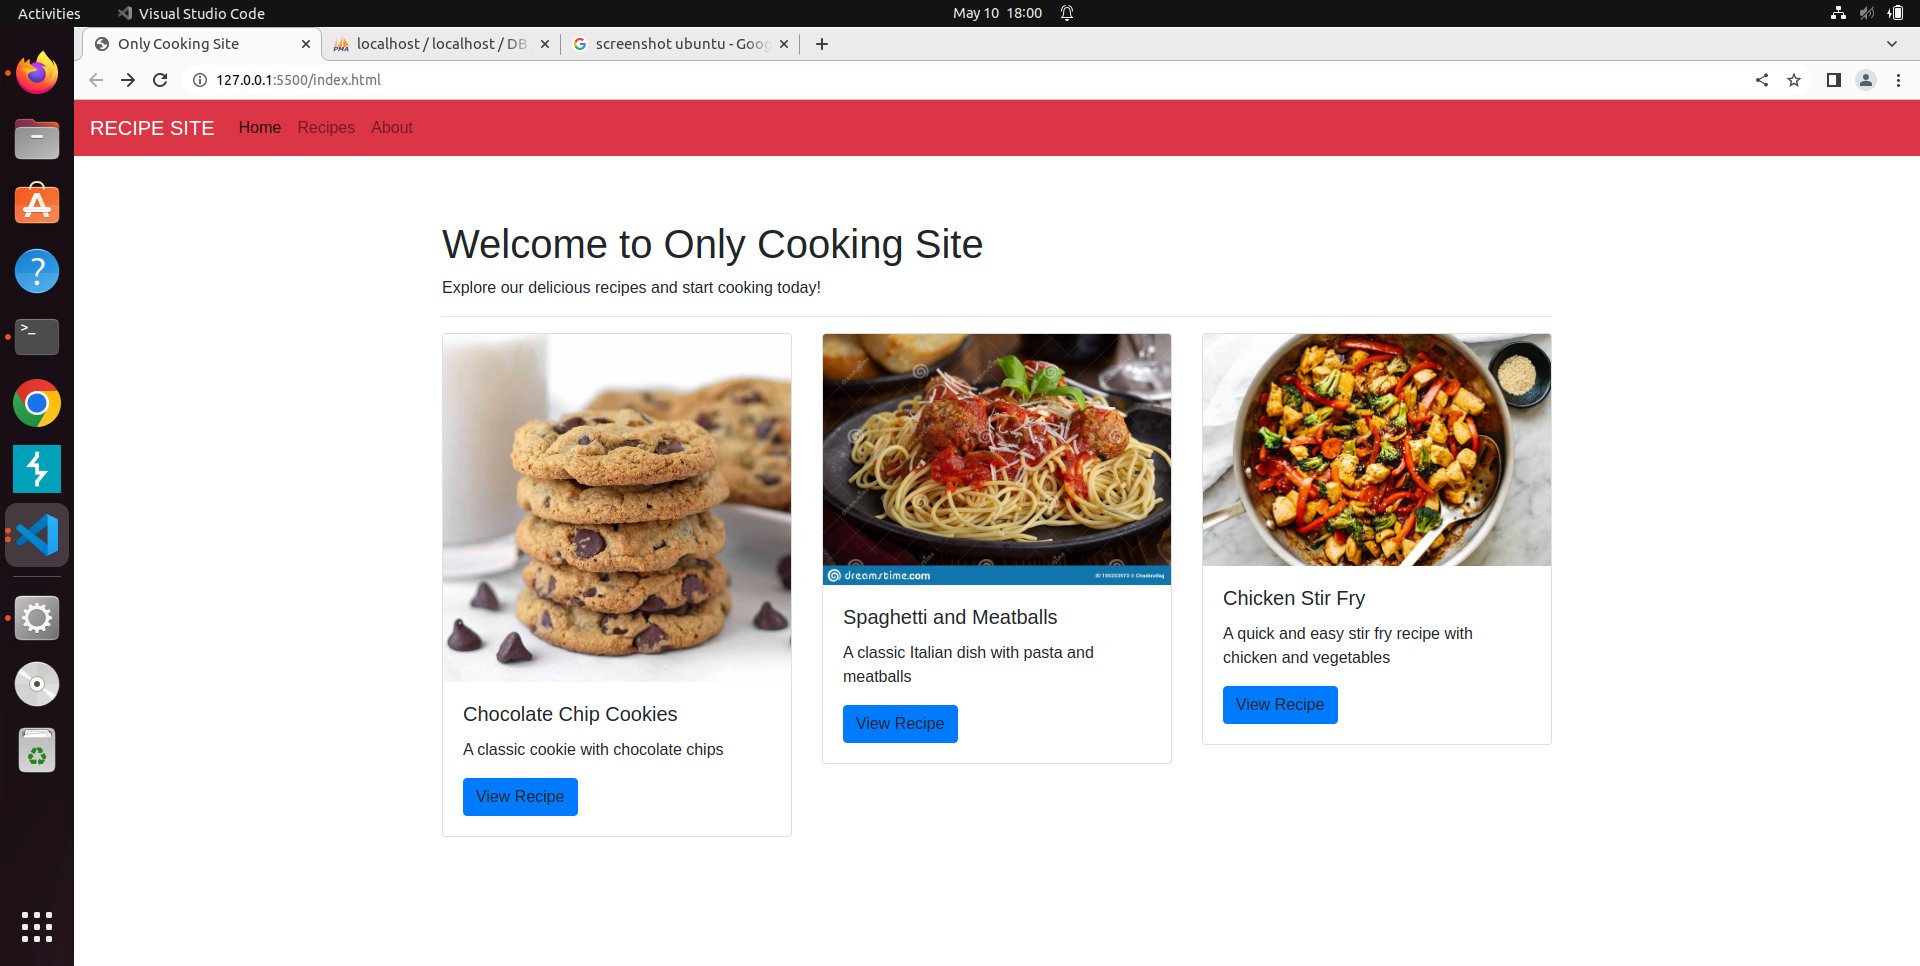 Activities Visual Studio Code May 10 18:00
Only Cooking Site localhost / localhost / DB screenshot ubuntu - Goog
127.0.0.1:5500/index.html
RECIPE SITE Home Recipes About
Welcome to Only Cooking Site
Explore our delicious recipes and start cooking today!
dreamstime.com
Chocolate Chip Cookies
A classic cookie with chocolate chips
View Recipe
Spaghetti and Meatballs
A classic Italian dish with pasta and
meatballs
View Recipe
Chicken Stir Fry
A quick and easy stir fry recipe with
chicken and vegetables
View Recipe